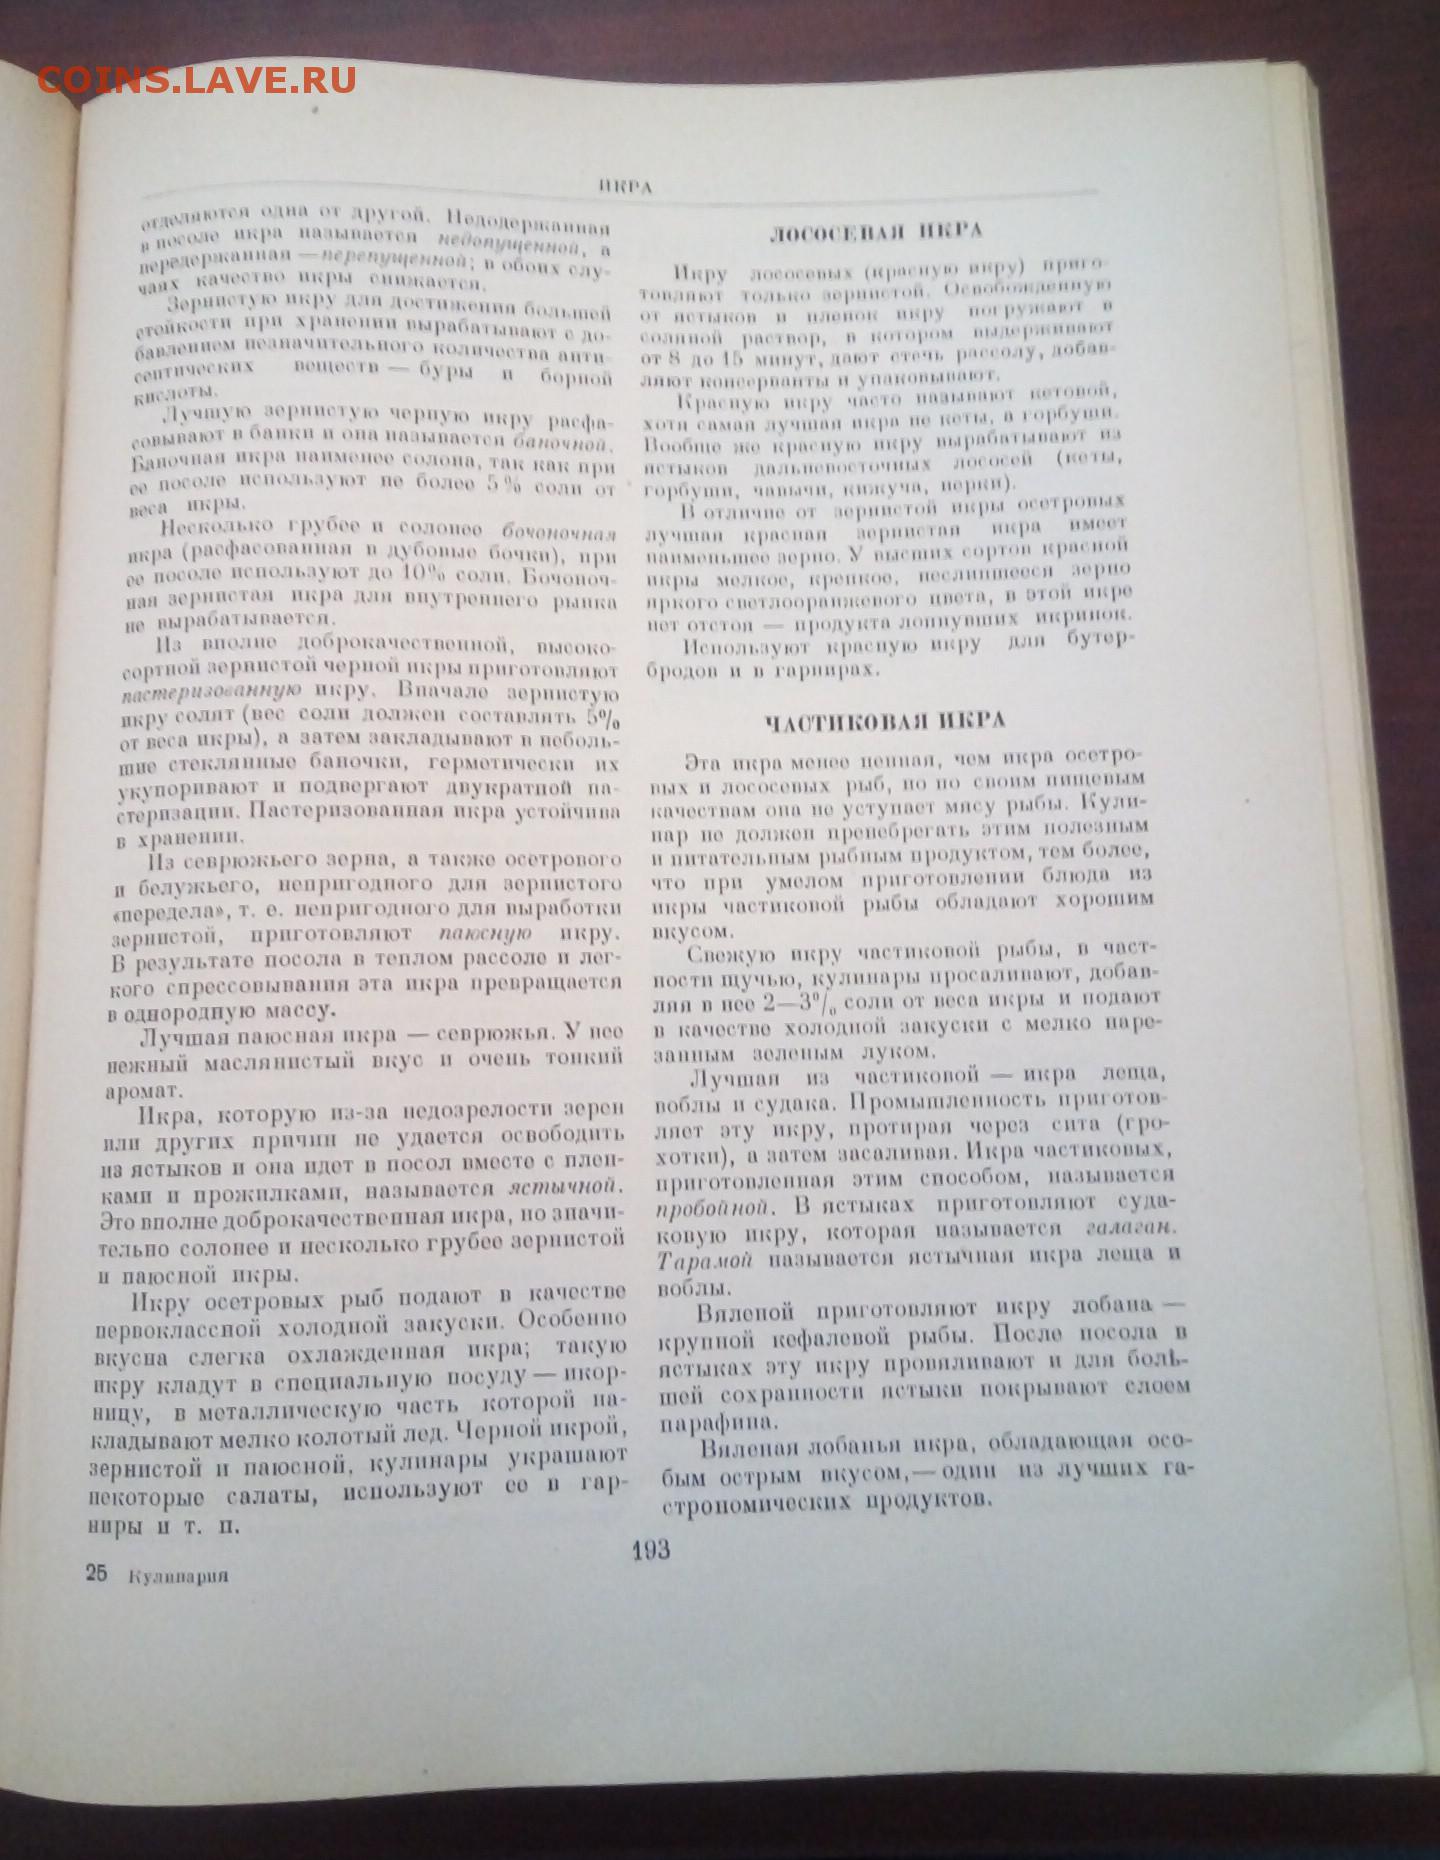 COINS.LAVE.RU
ИКРА
отделяются одна от другой. Недодержанная
в посоле икра называется недопущенной, а
передержанная — перепущенной; в обоих слу-
чаях качество икры снижается.
Зернистую икру для достижения большей
стойкости при хранении вырабатывают с до-
бавлением незначительного количества анти-
септических веществ — буры и борной
кислоты.
Лучшую зернистую черную икру расфа-
совывают в банки и она называется баночной.
Баночная икра наименее солона, так как при
ее посоле используют не более 5% соли от
веса икры.
Несколько грубее и солонее бочоночная
икра (расфасованная в дубовые бочки), при
ее посоле используют до 10% соли. Бочоноч-
ная зернистая икра для внутреннего рынка
не вырабатывается.
Из вполне доброкачественной, высоко-
сортной зернистой черной икры приготовляют
пастеризованную икру. Вначале зернистую
икру солят (вес соли должен составлять 5%
от веса икры), а затем закладывают в неболь-
шие стеклянные баночки, герметически их
укупоривают и подвергают двукратной па-
стеризации. Пастеризованная икра устойчива
в хранении.
Из севрюжьего зерна, а также осетрового
и белужьего, непригодного для зернистого
«передела», т. е. непригодного для выработки
зернистой, приготовляют паюсную икру.
В результате посола в теплом рассоле и лег-
кого спрессовывания эта икра превращается
в однородную массу.
Лучшая паюсная икра — севрюжья. У нее
нежный маслянистый вкус и очень тонкий
аромат.
Икра, которую из-за недозрелости зерен
или других причин не удается освободить
из ястыков и она идет в посол вместе с плен-
ками и прожилками, называется ястычной.
Это вполне доброкачественная икра, но значи-
тельно солонее и несколько грубее зернистой
и паюсной икры.
Икру осетровых рыб подают в качестве
первоклассной холодной закуски. Особенно
вкусна слегка охлажденная икра; такую
икру кладут в специальную посуду — икор-
ницу, в металлическую часть которой на-
кладывают мелко колотый лед. Черной икрой,
зернистой и паюсной, кулинары украшают
некоторые салаты, используют ее в гар-
ниры и т. п.
25 Кулинария
ЛОСОСЕВАЯ ИКРА
Икру лососевых (красную икру) приго-
товляют только зернистой. Освобожденную
от ястыков и пленок икру погружают в
соляной раствор, в котором выдерживают
от 8 до 15 минут, дают стечь рассолу, добав-
ляют консерванты и упаковывают.
Красную икру часто называют кетовой,
хотя самая лучшая икра не кеты, а горбуши.
Вообще же красную икру вырабатывают из
ястыков дальневосточных лососей (кеты,
горбуши, чавычи, кижуча, нерки).
В отличие от зернистой икры осетровых
лучшая красная зернистая икра имеет
наименьшее зерно. У высших сортов красной
икры мелкое, крепкое, неслипшееся зерно
яркого светлооранжевого цвета, в этой икре
нет отстоя — продукта лопнувших икринок.
Используют красную икру для бутер-
бродов и в гарнирах.
ЧАСТИКОВАЯ ИКРА
Эта икра менее ценная, чем икра осетро-
вых и лососевых рыб, но по своим пищевым
качествам она не уступает мясу рыбы. Кули-
нар не должен пренебрегать этим полезным
и питательным рыбным продуктом, тем более,
что при умелом приготовлении блюда из
икры частиковой рыбы обладают хорошим
вкусом.
Свежую икру частиковой рыбы, в част-
ности щучью, кулинары просаливают, добав-
ляя в нее 2—3% соли от веса икры и подают
в качестве холодной закуски с мелко наре-
занным зеленым луком.
Лучшая из частиковой — икра леща,
воблы и судака. Промышленность приготов-
ляет эту икру, протирая через сита (гро-
хотки), а затем засаливая. Икра частиковых,
приготовленная этим способом, называется
пробойной. В ястыках приготовляют суда-
ковую икру, которая называется галаган.
Тарамой называется ястычная икра леща и
воблы.
Вяленой приготовляют икру лобана —
крупной кефалевой рыбы. После посола в
ястыках эту икру провяливают и для боль-
шей сохранности ястыки покрывают слоем
парафина.
Вяленая лобанья икра, обладающая осо-
бым острым вкусом, — один из лучших га-
строномических продуктов.
193